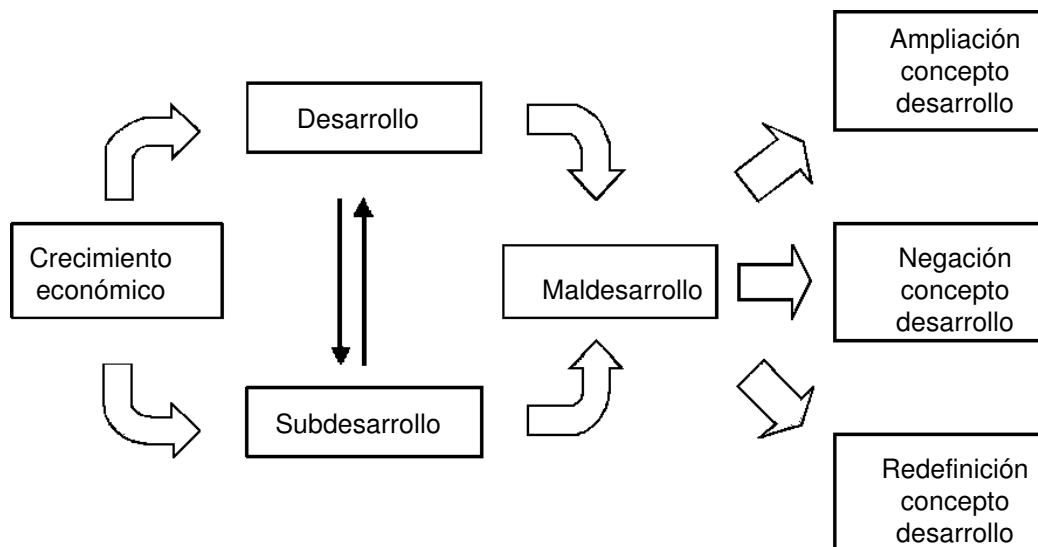 Ampliación
concepto
desarrollo
Desarrollo
Crecimiento
económico
Maldesarrollo
Negación
concepto
desarrollo
Subdesarrollo
Redefinición
concepto
desarrollo